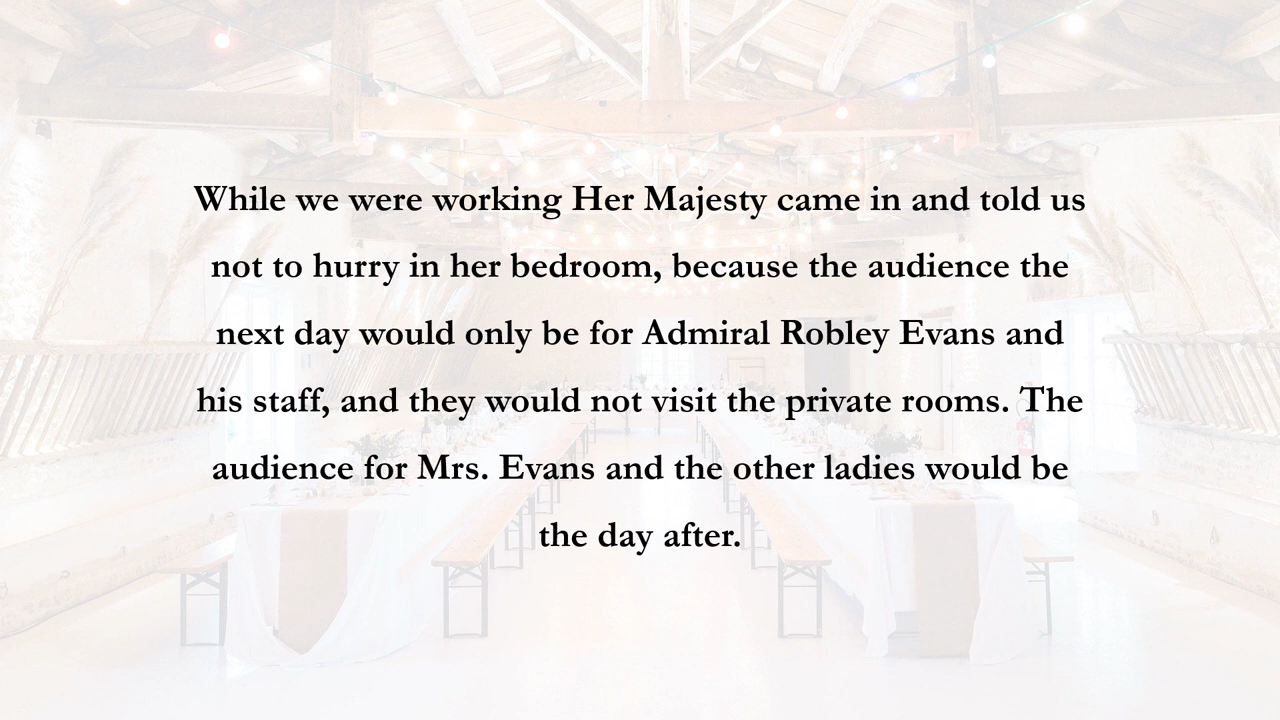 While we were working Her Majesty came in and told us
not to hurry in her bedroom, because the audience the
next day would only be for Admiral Robley Evans and
his staff, and they would not visit the private rooms. The
audience for Mrs. Evans and the other ladies would be
the day after.